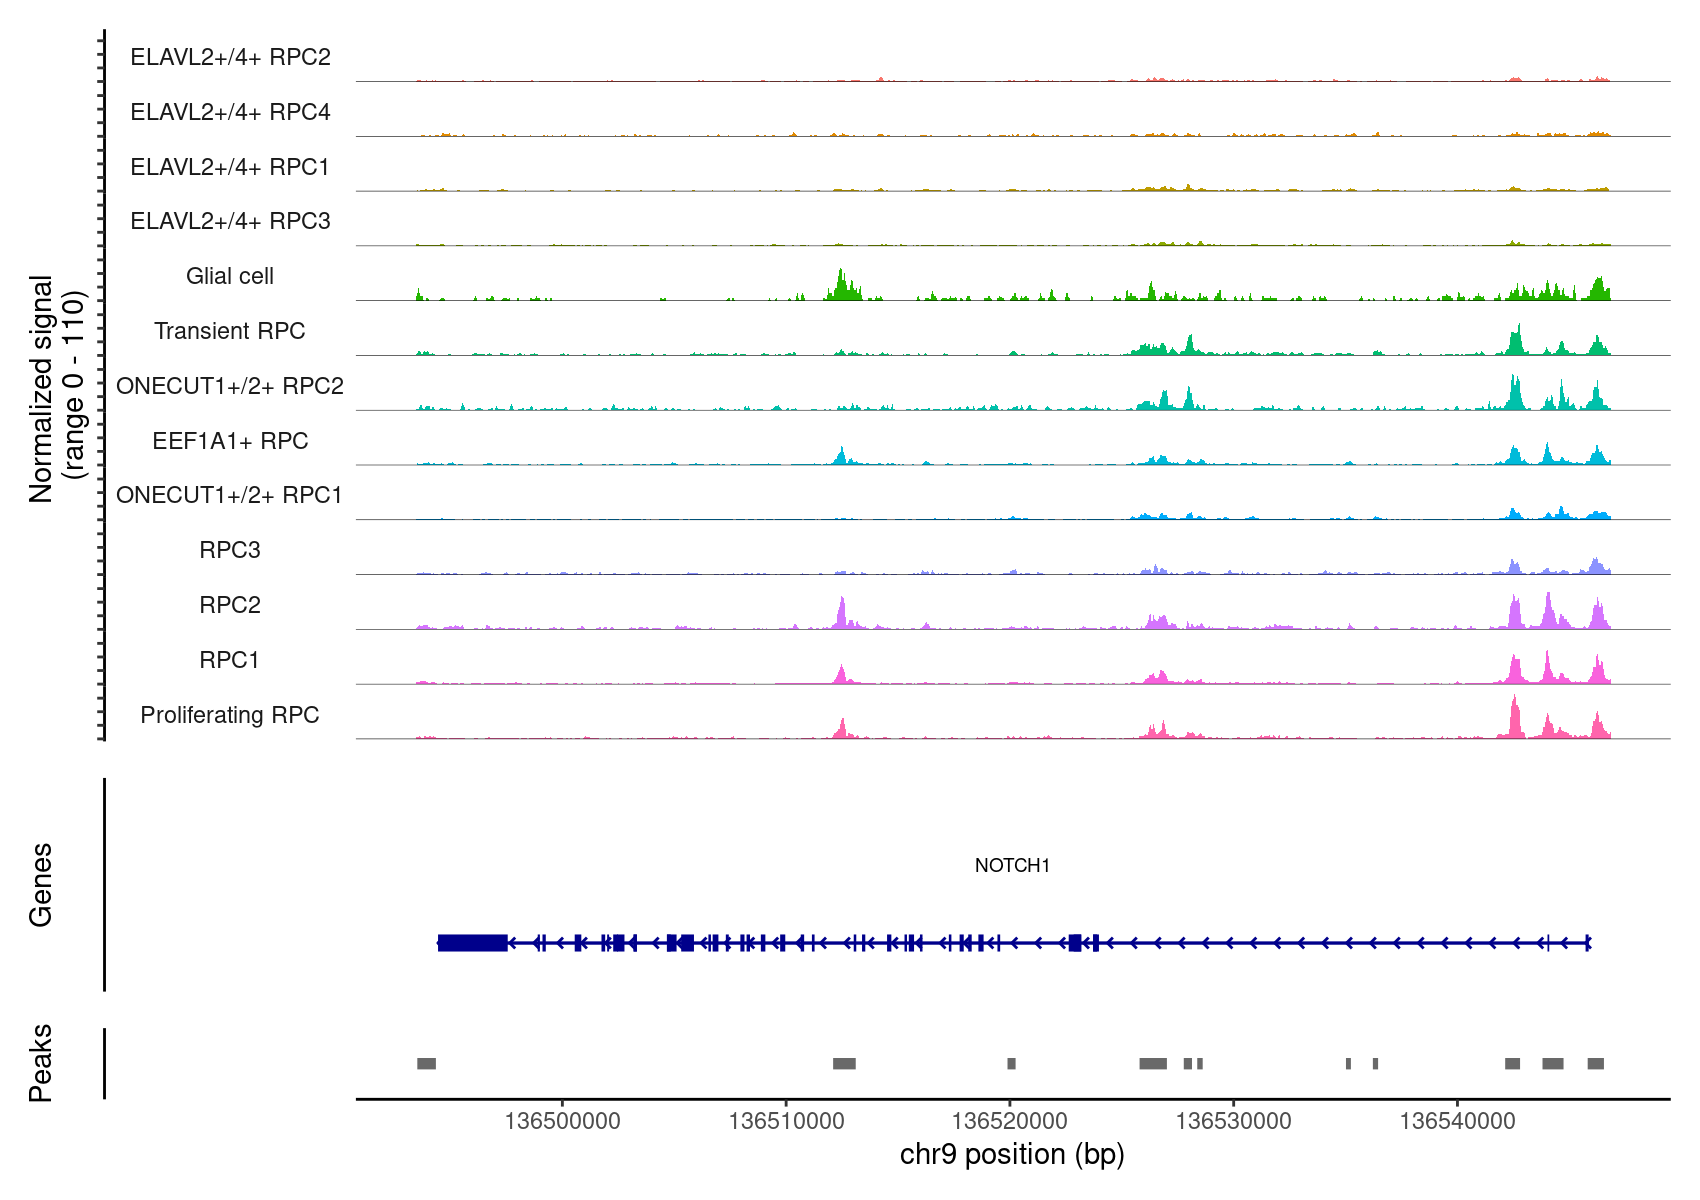 Normalized signal
(range 0 - 110)
ELAVL2+/4+ RPC2
ELAVL2+/4+ RPC4
ELAVL2+/4+ RPC1
ELAVL2+/4+ RPC3
Glial cell
Transient RPC
ONECUT1+/2+ RPC2
EEF1A1+ RPC
ONECUT1+/2+ RPC1
RPC3
RPC2
RPC1
Proliferating RPC
Genes
NOTCH1
Peaks
136500000 136510000 136520000 136530000 136540000
chr9 position (bp)